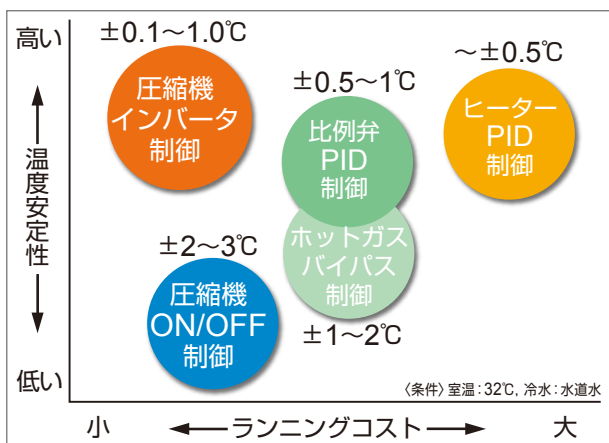 高い
±0.1～1.0℃
圧縮機
インバータ
制御
±0.5～1℃
比例弁
PID
制御
～±0.5℃
ヒーター
PID
制御
温度安定性
ホットガス
バイパス
制御
±1～2℃
±2～3℃
圧縮機
ON/OFF
制御
低い
〈条件〉室温：32℃, 冷水：水道水
小
ランニングコスト
大